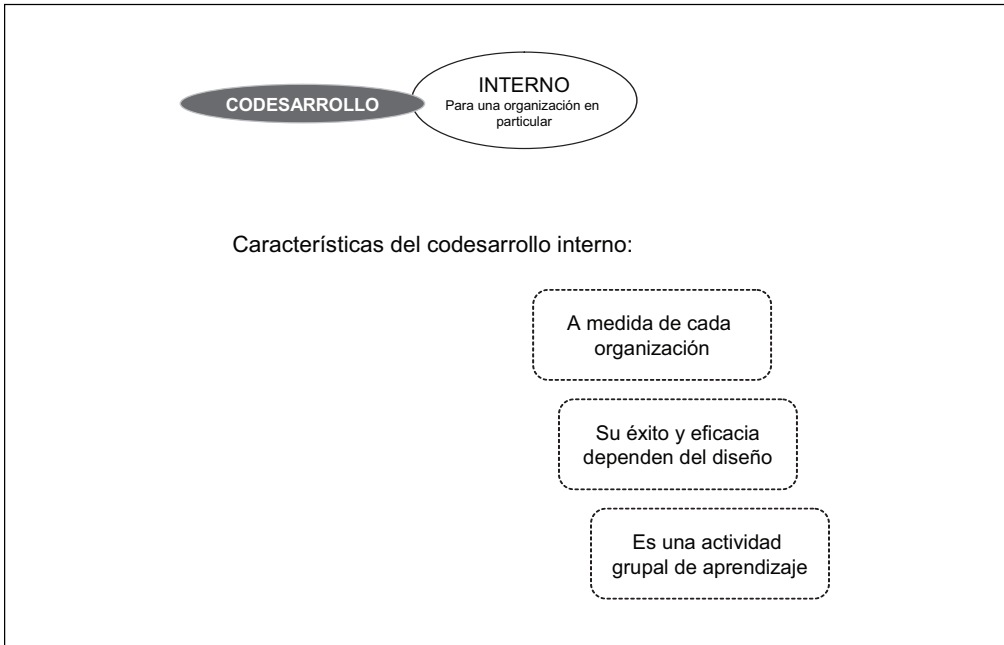 CODESARROLLO
INTERNO
Para una organización en
particular
Características del codesarrollo interno:
A medida de cada
organización
Su éxito y eficacia
dependen del diseño
Es una actividad
grupal de aprendizaje